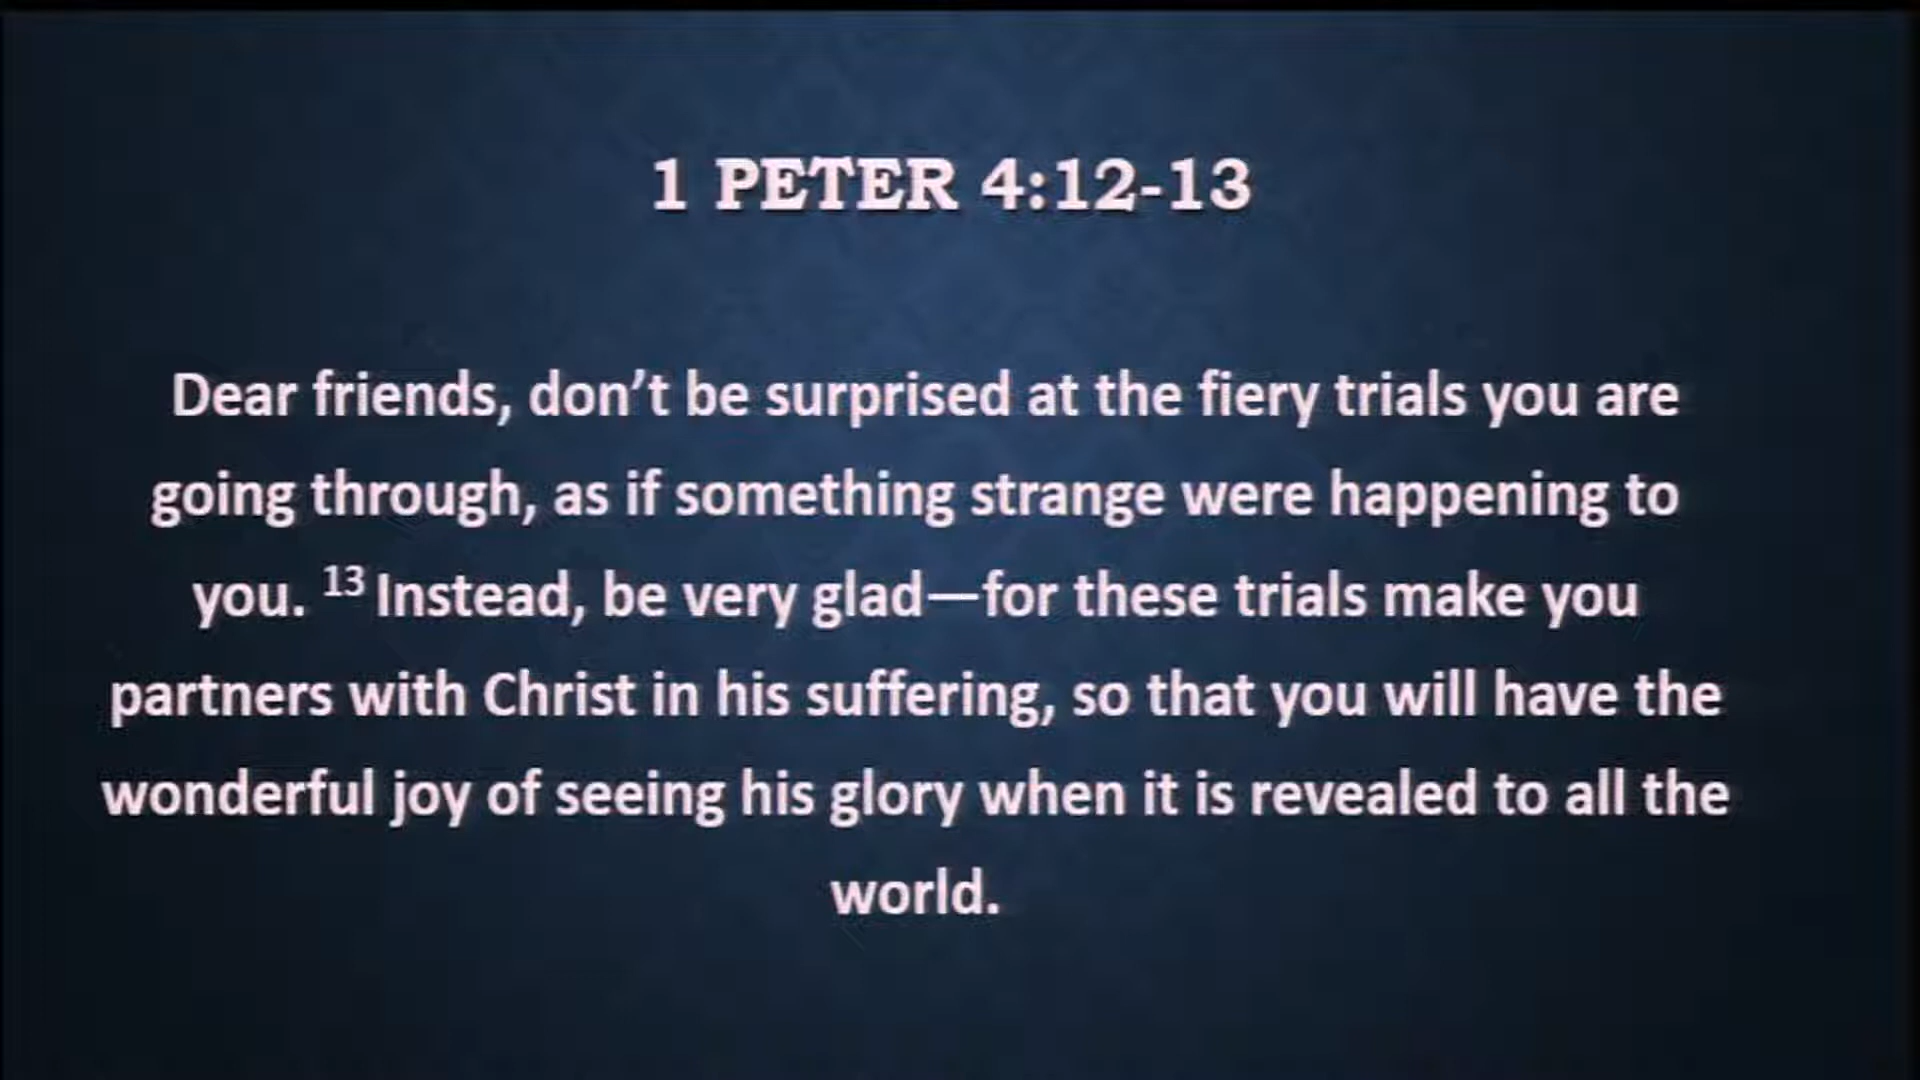 1 PETER 4:12-13
Dear friends, don’t be surprised at the fiery trials you are
going through, as if something strange were happening to
you. 13 Instead, be very glad—for these trials make you
partners with Christ in his suffering, so that you will have the
wonderful joy of seeing his glory when it is revealed to all the
world.